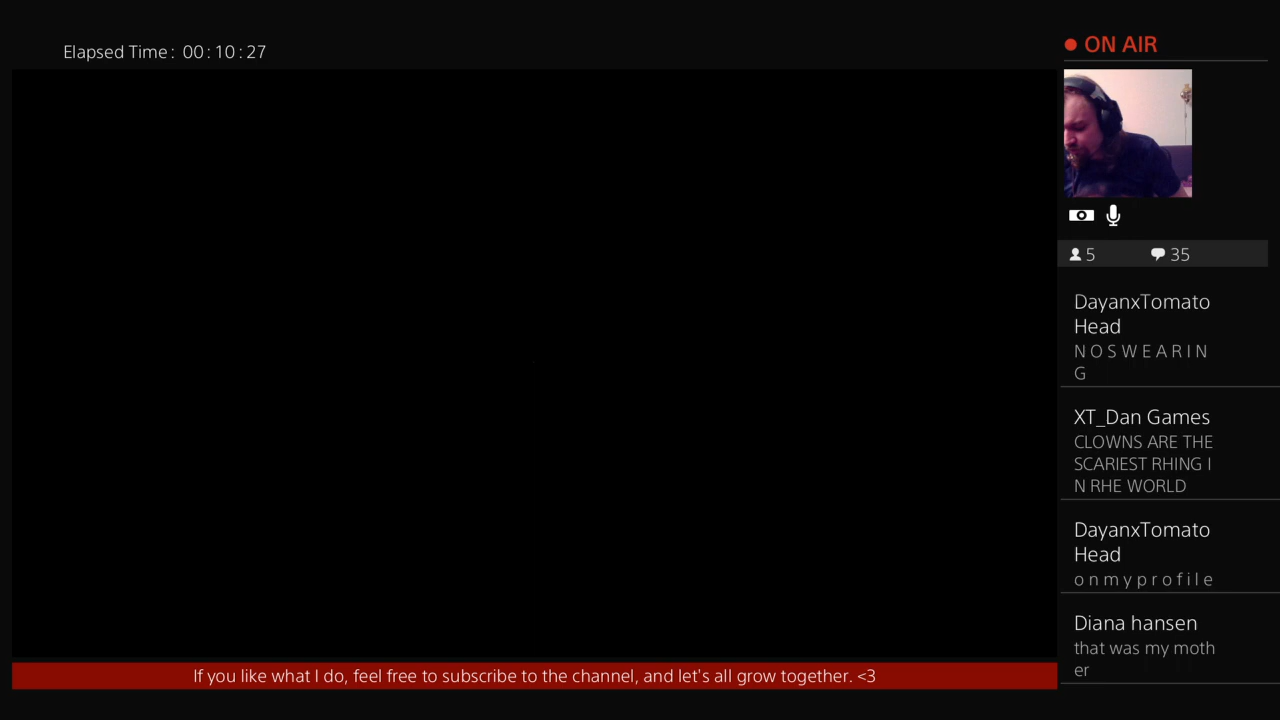 Elapsed Time: 00:10:27
ON AIR
5 35
DayanxTomato
Head
N O S W E A R I N
G
XT_Dan Games
CLOWNS ARE THE
SCARIEST RHING I
N RHE WORLD
DayanxTomato
Head
o n m y p r o f i l e
Diana hansen
that was my moth
er
If you like what I do, feel free to subscribe to the channel, and let's all grow together. <3